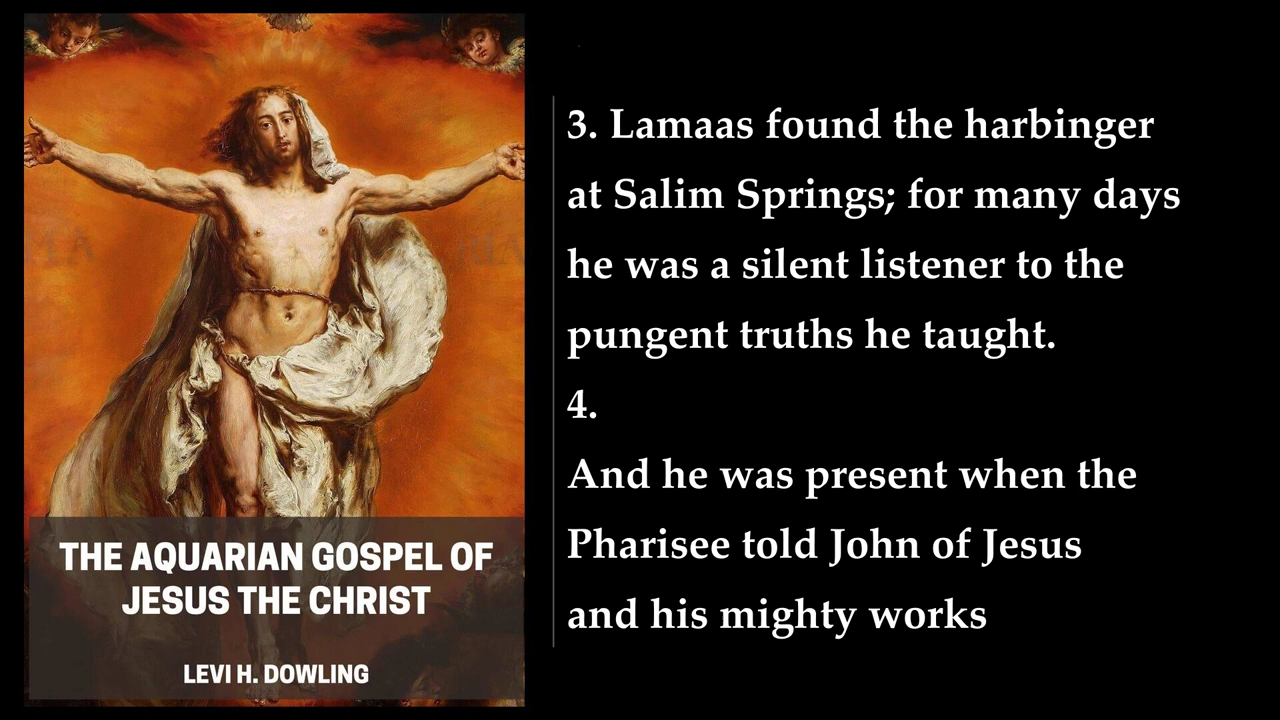 THE AQUARIAN GOSPEL OF
JESUS THE CHRIST
LEVI H. DOWLING
3. Lamaas found the harbinger
at Salim Springs; for many days
he was a silent listener to the
pungent truths he taught.
4.
And he was present when the
Pharisee told John of Jesus
and his mighty works